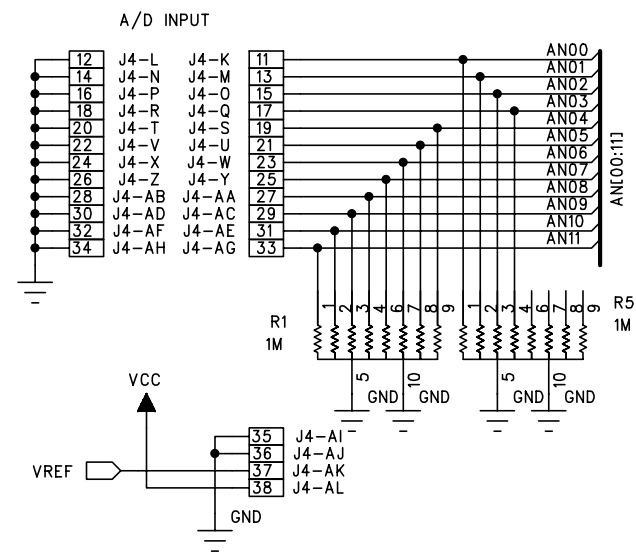 A/D INPUT
12 J4-L J4-K 11 AN00
14 J4-N J4-M 13 AN01
16 J4-P J4-O 15 AN02
18 J4-R J4-Q 17 AN03
20 J4-T J4-S 19 AN04
22 J4-V J4-U 21 AN05
24 J4-X J4-W 23 AN06
26 J4-Z J4-Y 25 AN07
28 J4-AB J4-AA 27 AN08
30 J4-AD J4-AC 29 AN09
32 J4-AF J4-AE 31 AN10
34 J4-AH J4-AG 33 AN11
AN[00:11]
R1
1M
1 2 3 4 6 7 8 9
5 10
GND GND
1 2 3 4 6 7 8 9
R5
1M
5 10
GND GND
VCC
VREF
35 J4-AI
36 J4-AJ
37 J4-AK
38 J4-AL
GND